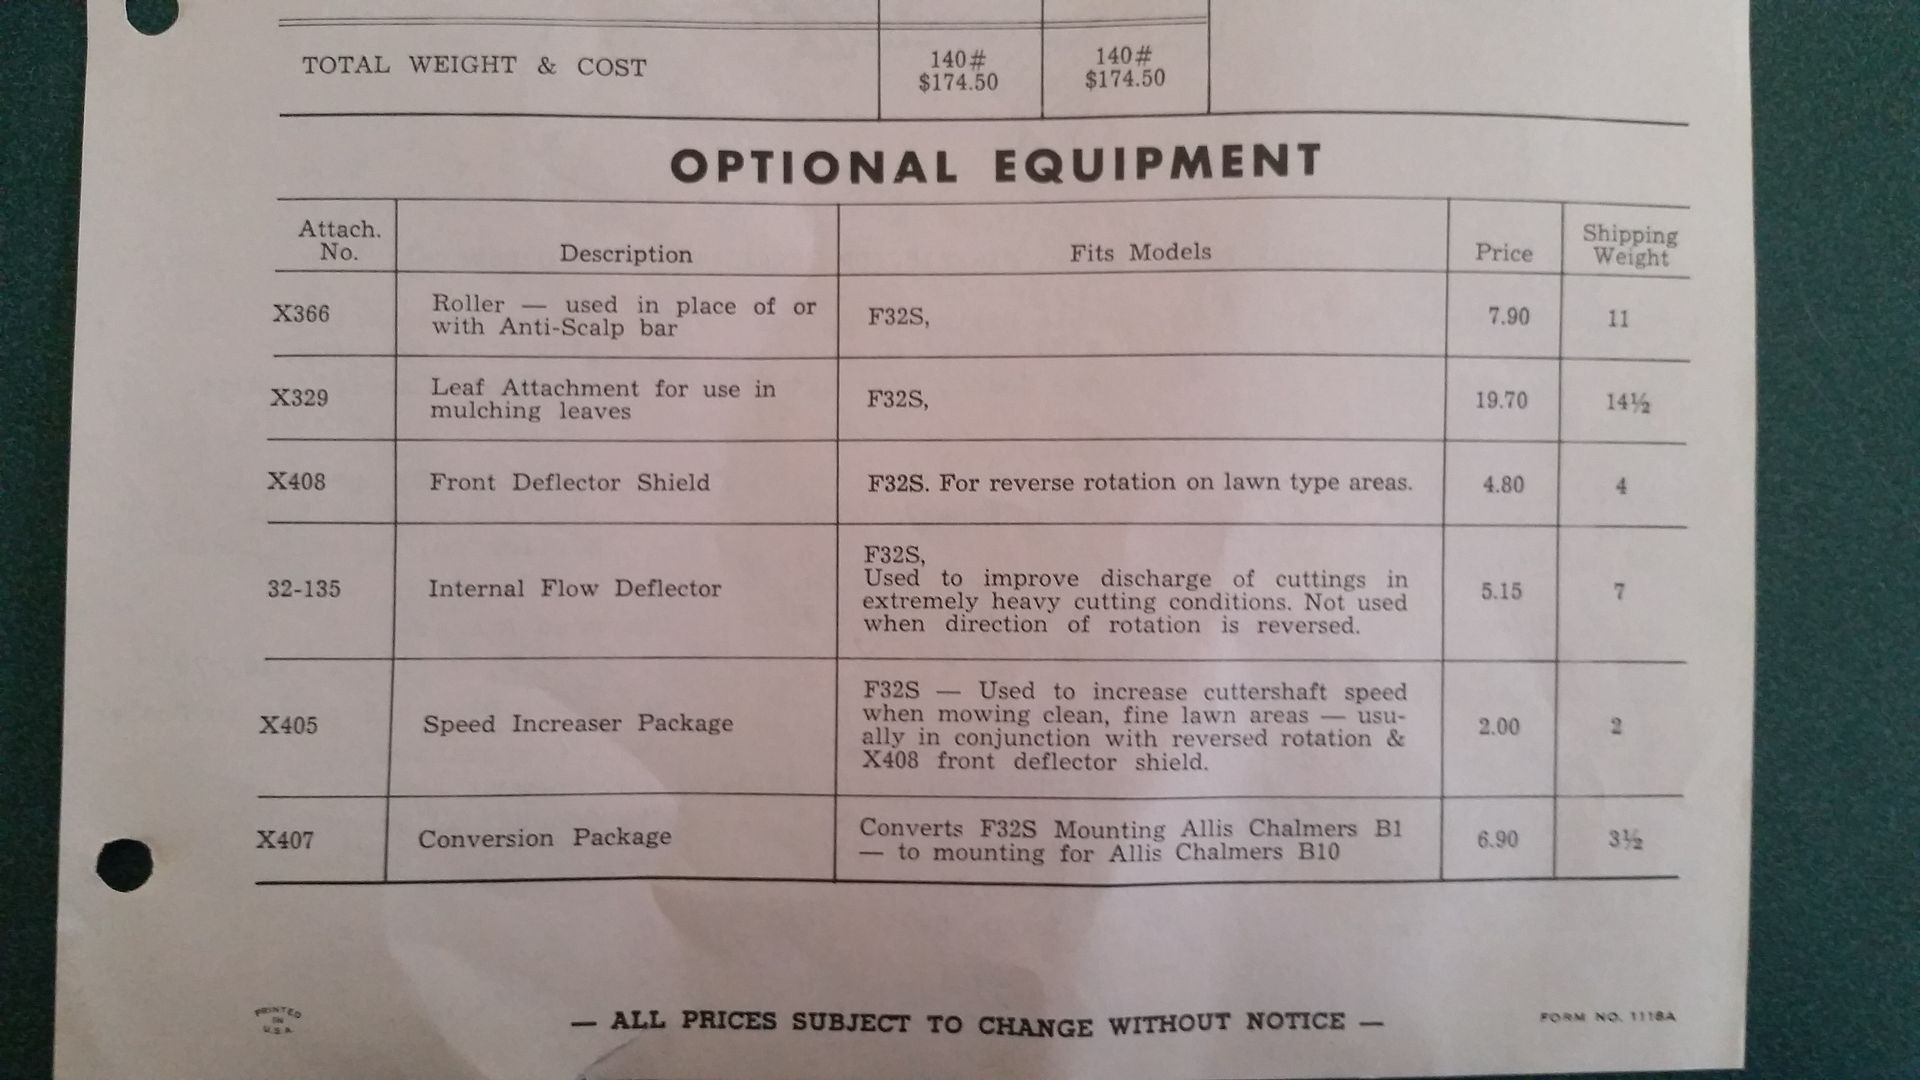 TOTAL WEIGHT & COST
140# 140#
$174.50 $174.50
OPTIONAL EQUIPMENT
Attach. No. Description Fits Models Price Shipping Weight
X366 Roller — used in place of or F32S, 7.90 11
with Anti-Scalp bar
X329 Leaf Attachment for use in F32S, 19.70 14½
mulching leaves
X408 Front Deflector Shield F32S. For reverse rotation on lawn type areas. 4.80 4
32-135 Internal Flow Deflector F32S, 5.15 7
Used to improve discharge of cuttings in
extremely heavy cutting conditions. Not used
when direction of rotation is reversed.
X405 Speed Increaser Package F32S — Used to increase cuttershaft speed 2.00 2
when mowing clean, fine lawn areas — usu-
ally in conjunction with reversed rotation &
X408 front deflector shield.
X407 Conversion Package Converts F32S Mounting Allis Chalmers B1 6.90 3½
— to mounting for Allis Chalmers B10
PRINTED
IN
U.S.A.
— ALL PRICES SUBJECT TO CHANGE WITHOUT NOTICE —
FORM NO. 1118A